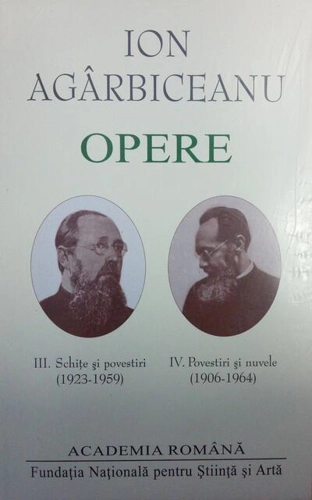 ION
AGÂRBICEANU
OPERE
III. Schițe și povestiri
(1923-1959)
IV. Povestiri și nuvele
(1906-1964)
ACADEMIA ROMÂNĂ
Fundația Națională pentru Știință și Artă